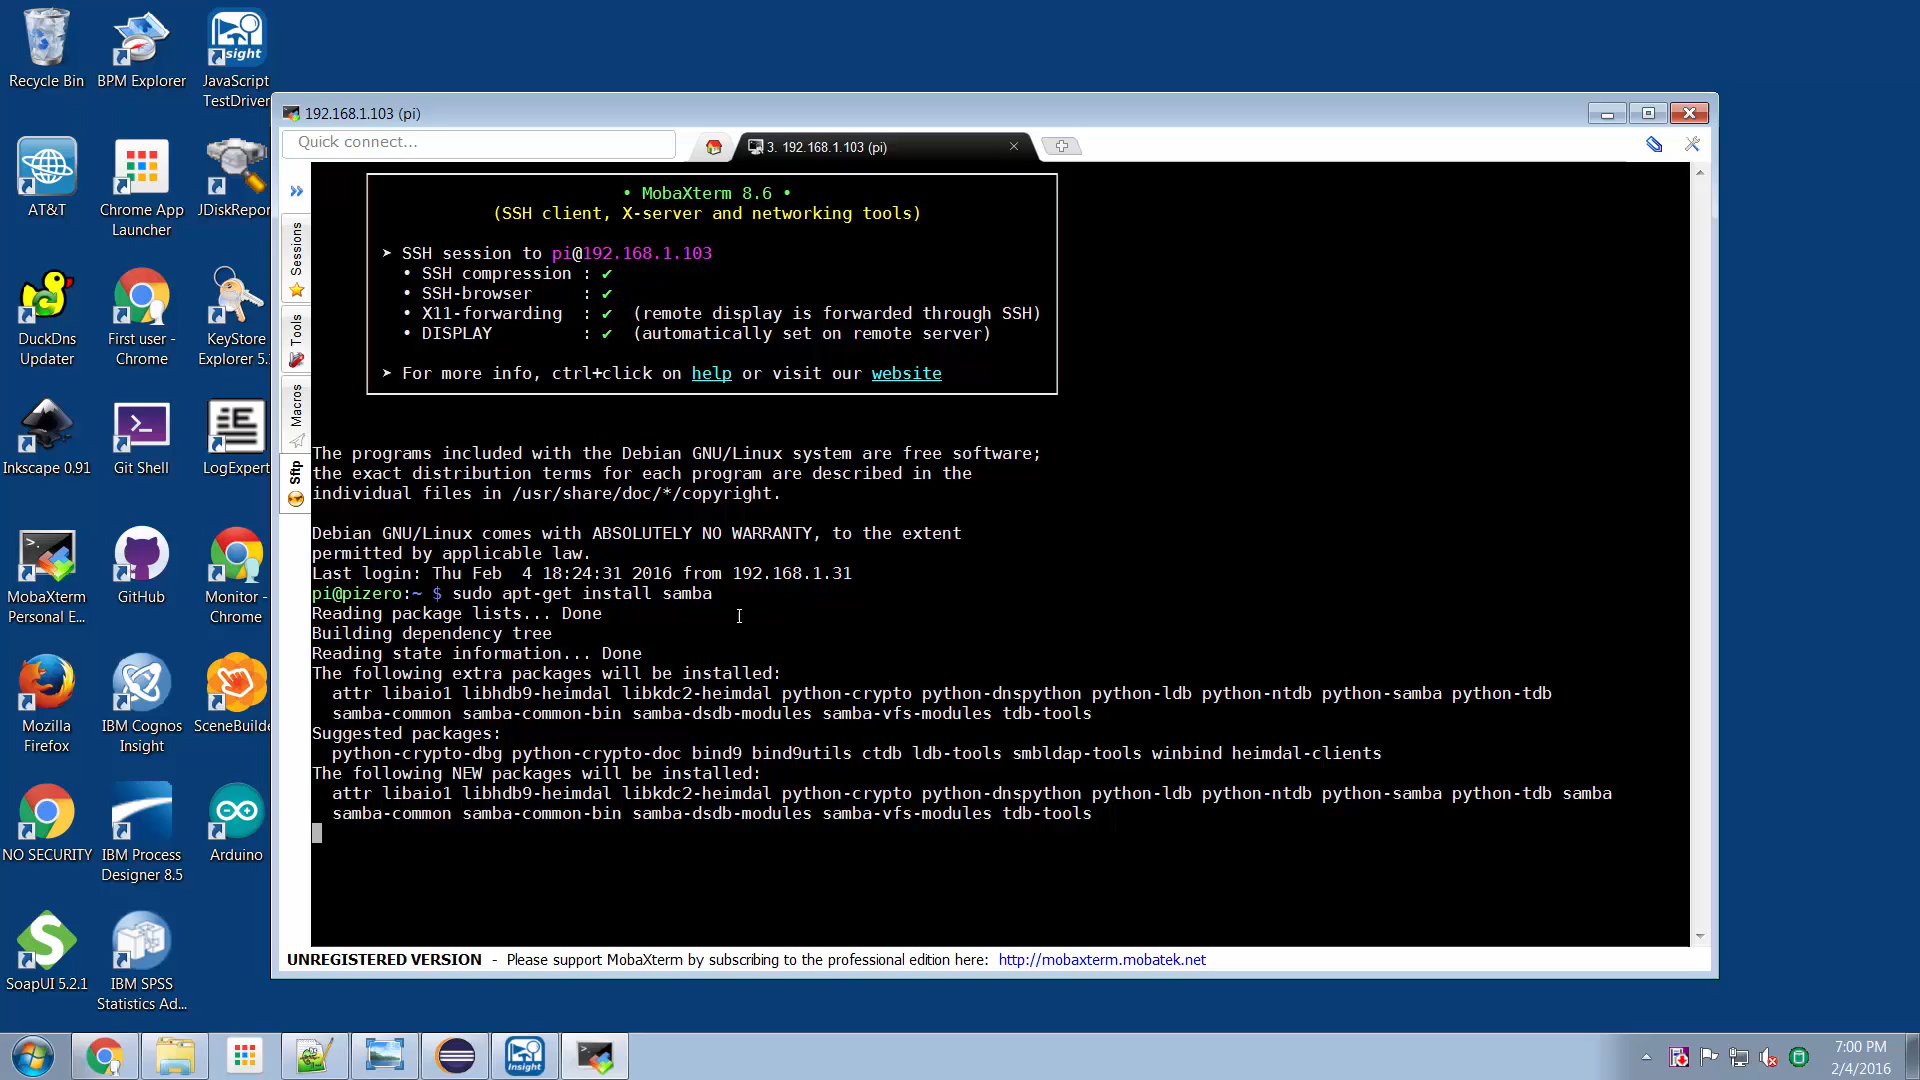 Recycle Bin
BPM Explorer
JavaScript
TestDriver
AT&T
Chrome App
Launcher
JDiskRepor
DuckDns
Updater
First user -
Chrome
KeyStore
Explorer 5.
Inkscape 0.91
Git Shell
LogExpert
MobaXterm
Personal E...
GitHub
Monitor -
Chrome
Mozilla
Firefox
IBM Cognos
Insight
SceneBuilde
NO SECURITY
IBM Process
Designer 8.5
Arduino
SoapUI 5.2.1
IBM SPSS
Statistics Ad...
192.168.1.103 (pi)
Quick connect...
3. 192.168.1.103 (pi)
Sessions
Tools
Macros
Sftp
• MobaXterm 8.6 •
(SSH client, X-server and networking tools)
➤ SSH session to pi@192.168.1.103
• SSH compression : ✔
• SSH-browser : ✔
• X11-forwarding : ✔ (remote display is forwarded through SSH)
• DISPLAY : ✔ (automatically set on remote server)
➤ For more info, ctrl+click on help or visit our website
The programs included with the Debian GNU/Linux system are free software;
the exact distribution terms for each program are described in the
individual files in /usr/share/doc/*/copyright.
Debian GNU/Linux comes with ABSOLUTELY NO WARRANTY, to the extent
permitted by applicable law.
Last login: Thu Feb  4 18:24:31 2016 from 192.168.1.31
pi@pizero:~ $ sudo apt-get install samba
Reading package lists... Done
Building dependency tree
Reading state information... Done
The following extra packages will be installed:
attr libaio1 libhdb9-heimdal libkdc2-heimdal python-crypto python-dnspython python-ldb python-ntdb python-samba python-tdb
samba-common samba-common-bin samba-dsdb-modules samba-vfs-modules tdb-tools
Suggested packages:
python-crypto-dbg python-crypto-doc bind9 bind9utils ctdb ldb-tools smbldap-tools winbind heimdal-clients
The following NEW packages will be installed:
attr libaio1 libhdb9-heimdal libkdc2-heimdal python-crypto python-dnspython python-ldb python-ntdb python-samba python-tdb samba
samba-common samba-common-bin samba-dsdb-modules samba-vfs-modules tdb-tools
UNREGISTERED VERSION - Please support MobaXterm by subscribing to the professional edition here: http://mobaxterm.mobatek.net
Insight
7:00 PM
2/4/2016